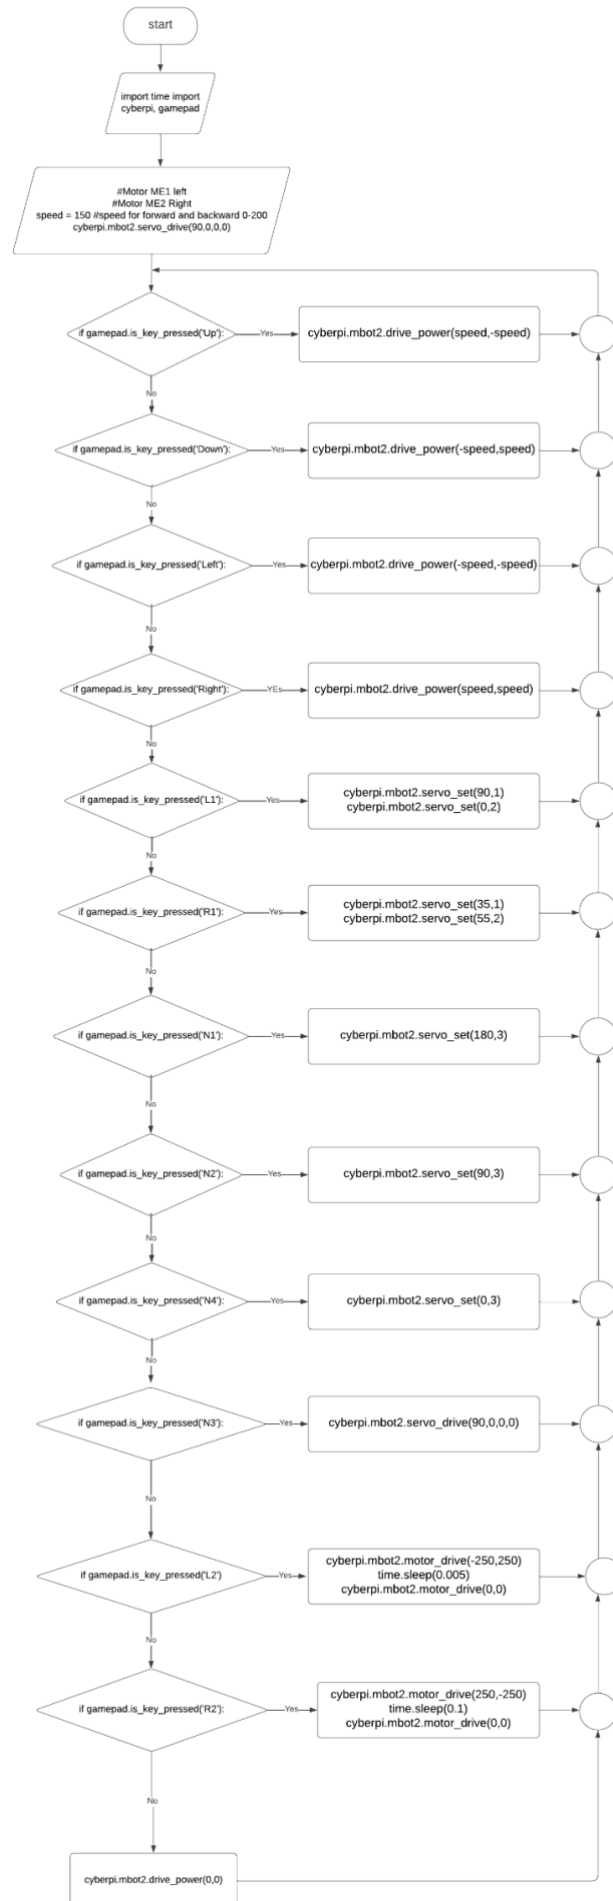 start
import time import
cyberpi, gamepad
#Motor ME1 left
#Motor ME2 Right
speed = 150 #speed for forward and backward 0-200
cyberpi.mbot2.servo_drive(90,0,0,0)
if gamepad.is_key_pressed('Up'):
Yes
cyberpi.mbot2.drive_power(speed,-speed)
No
if gamepad.is_key_pressed('Down'):
Yes
cyberpi.mbot2.drive_power(-speed,speed)
No
if gamepad.is_key_pressed('Left'):
Yes
cyberpi.mbot2.drive_power(-speed,-speed)
No
if gamepad.is_key_pressed('Right'):
YEs
cyberpi.mbot2.drive_power(speed,speed)
No
if gamepad.is_key_pressed('L1'):
Yes
cyberpi.mbot2.servo_set(90,1)
cyberpi.mbot2.servo_set(0,2)
No
if gamepad.is_key_pressed('R1'):
Yes
cyberpi.mbot2.servo_set(35,1)
cyberpi.mbot2.servo_set(55,2)
No
if gamepad.is_key_pressed('N1'):
Yes
cyberpi.mbot2.servo_set(180,3)
No
if gamepad.is_key_pressed('N2'):
Yes
cyberpi.mbot2.servo_set(90,3)
No
if gamepad.is_key_pressed('N4'):
Yes
cyberpi.mbot2.servo_set(0,3)
No
if gamepad.is_key_pressed('N3'):
Yes
cyberpi.mbot2.servo_drive(90,0,0,0)
No
if gamepad.is_key_pressed('L2')
Yes
cyberpi.mbot2.motor_drive(-250,250)
time.sleep(0.005)
cyberpi.mbot2.motor_drive(0,0)
No
if gamepad.is_key_pressed('R2'):
Yes
cyberpi.mbot2.motor_drive(250,-250)
time.sleep(0.1)
cyberpi.mbot2.motor_drive(0,0)
No
cyberpi.mbot2.drive_power(0,0)